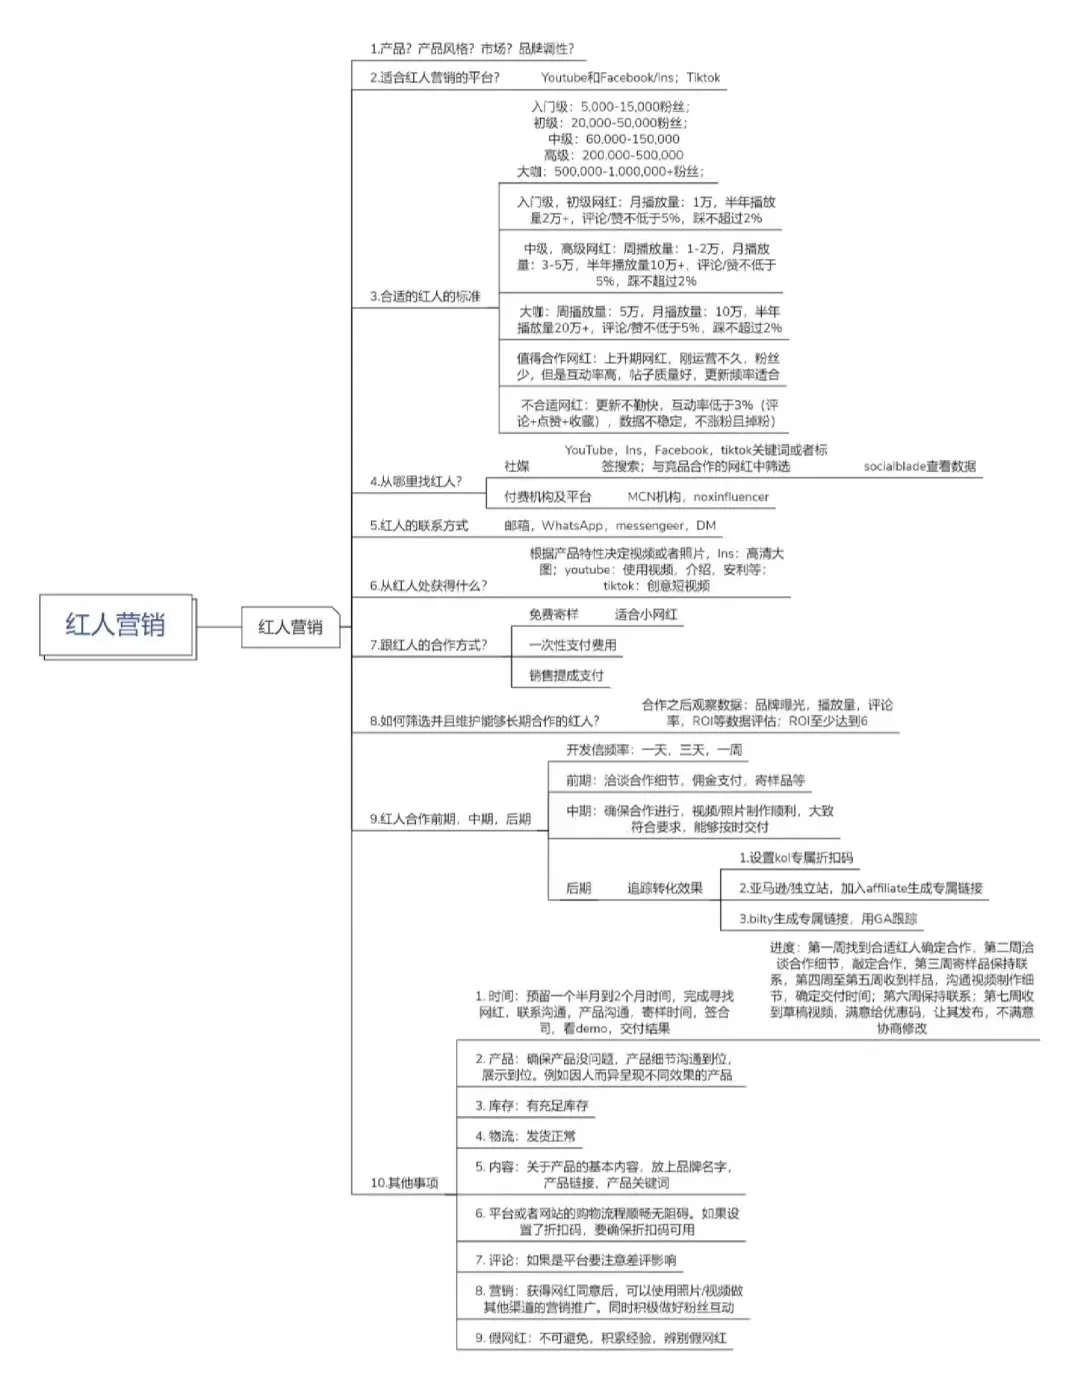 红人营销
红人营销
1.产品？产品风格？市场？品牌调性？
2.适合红人营销的平台？
Youtube和Facebook/Ins；Tiktok
3.合适的红人的标准
入门级：5,000-15,000粉丝；
初级：20,000-50,000粉丝；
中级：60,000-150,000
高级：200,000-500,000
大咖：500,000-1,000,000+粉丝；
入门级，初级网红：月播放量：1万，半年播放
量2万+，评论/赞不低于5%，踩不超过2%
中级，高级网红：周播放量：1-2万，月播放
量：3-5万，半年播放量10万+，评论/赞不低于
5%，踩不超过2%
大咖：周播放量：5万，月播放量：10万，半年
播放量20万+，评论/赞不低于5%，踩不超过2%
值得合作网红：上升期网红，刚运营不久，粉丝
少，但是互动率高，帖子质量好，更新频率适合
不合适网红：更新不勤快，互动率低于3%（评
论+点赞+收藏），数据不稳定，不涨粉且掉粉）
4.从哪里找红人？
社媒
YouTube，Ins，Facebook，tiktok关键词或者标
签搜索；与竞品合作的网红中筛选
socialblade查看数据
付费机构及平台
MCN机构，noxinfluencer
5.红人的联系方式
邮箱，WhatsApp，messengeer，DM
6.从红人处获得什么？
根据产品特性决定视频或者照片，Ins：高清大
图；youtube：使用视频，介绍，安利等；
tiktok：创意短视频
7.跟红人的合作方式？
免费寄样
适合小网红
一次性支付费用
销售提成支付
8.如何筛选并且维护能够长期合作的红人？
合作之后观察数据：品牌曝光，播放量，评论
率，ROI等数据评估；ROI至少达到6
9.红人合作前期，中期，后期
开发信频率：一天，三天，一周
前期：洽谈合作细节，佣金支付，寄样品等
中期：确保合作进行，视频/照片制作顺利，大致
符合要求，能够按时交付
后期
追踪转化效果
1.设置kol专属折扣码
2.亚马逊/独立站，加入affiliate生成专属链接
3.bilty生成专属链接，用GA跟踪
10.其他事项
1. 时间：预留一个半月到2个月时间，完成寻找
网红，联系沟通，产品沟通，寄样时间，签合
同，看demo，交付结果
进度：第一周找到合适红人确定合作，第二周洽
谈合作细节，敲定合作，第三周寄样品保持联
系，第四周至第五周收到样品，沟通视频制作细
节，确定交付时间；第六周保持联系；第七周收
到草稿视频，满意给优惠码，让其发布，不满意
协商修改
2. 产品：确保产品没问题，产品细节沟通到位，
展示到位。例如因人而异呈现不同效果的产品
3. 库存：有充足库存
4. 物流：发货正常
5. 内容：关于产品的基本内容，放上品牌名字，
产品链接，产品关键词
6. 平台或者网站的购物流程顺畅无阻碍。如果设
置了折扣码，要确保折扣码可用
7. 评论：如果是平台要注意差评影响
8. 营销：获得网红同意后，可以使用照片/视频做
其他渠道的营销推广。同时积极做好粉丝互动
9. 假网红：不可避免，积累经验，辨别假网红